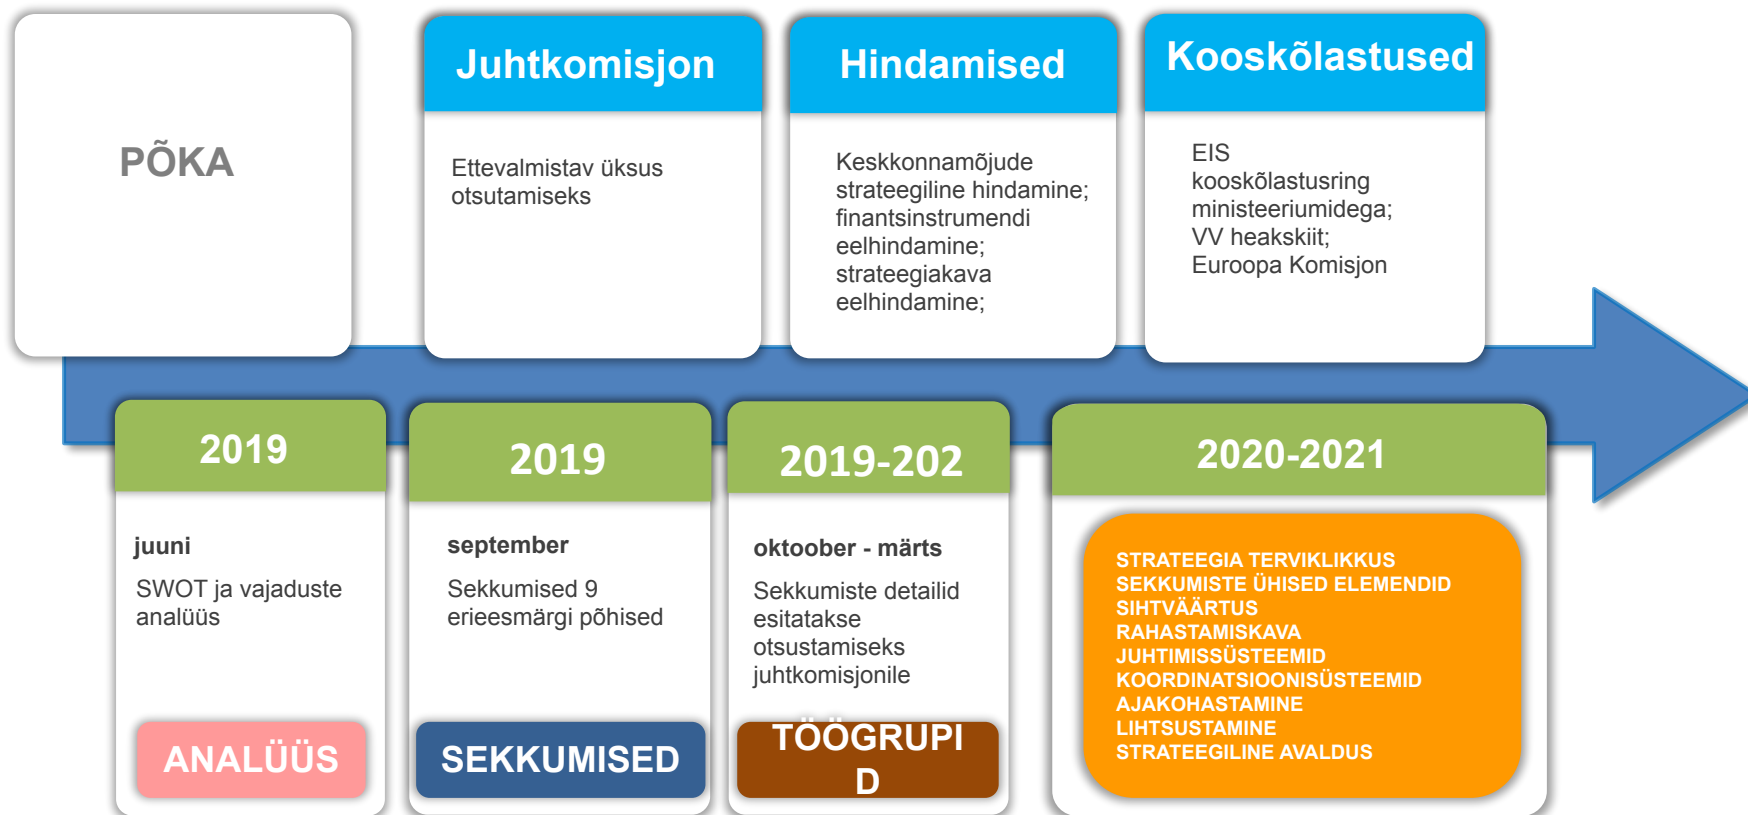 PÕKA
Juhtkomisjon
Ettevalmistav üksus
otsutamiseks
Hindamised
Keskkonnamõjude
strateegiline hindamine;
finantsinstrumendi
eelhindamine;
strateegiakava
eelhindamine;
Kooskõlastused
EIS
kooskõlastusring
ministeeriumidega;
VV heakskiit;
Euroopa Komisjon
2019
juuni
SWOT ja vajaduste
analüüs
ANALÜÜS
2019
september
Sekkumised 9
erieesmärgi põhised
SEKKUMISED
2019-202
oktoober - märts
Sekkumiste detailid
esitatakse
otsustamiseks
juhtkomisjonile
TÖÖGRUPI
D
2020-2021
STRATEEGIA TERVIKLIKKUS
SEKKUMISTE ÜHISED ELEMENDID
SIHTVÄÄRTUS
RAHASTAMISKAVA
JUHTIMISSÜSTEEMID
KOORDINATSIOONISÜSTEEMID
AJAKOHASTAMINE
LIHTSUSTAMINE
STRATEEGILINE AVALDUS